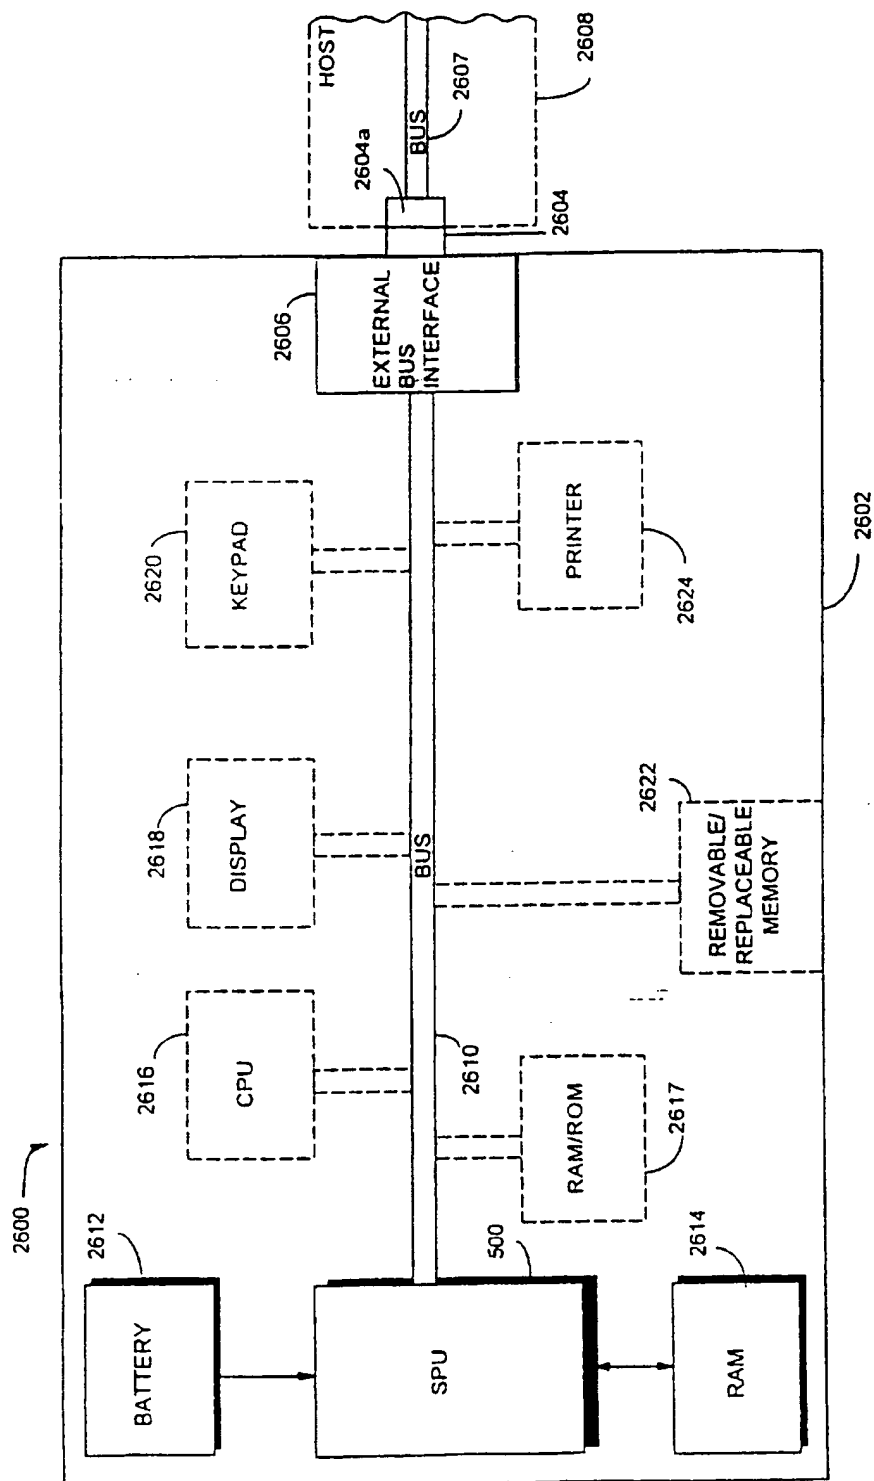 2600
2612
BATTERY
2616
CPU
2618
DISPLAY
2620
KEYPAD
2606
EXTERNAL
BUS
INTERFACE
2604a
HOST
BUS
2607
SPU
500
2610
BUS
2604
2608
RAM/ROM
2617
2622
REMOVABLE/
REPLACEABLE
MEMORY
PRINTER
2624
RAM
2614
2602